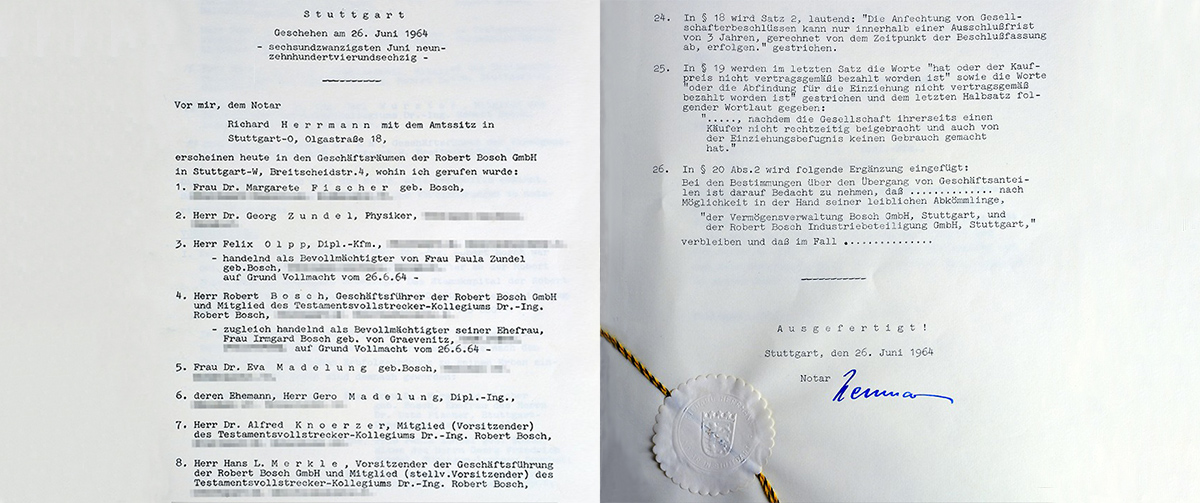 Stuttgart
Geschehen am 26. Juni 1964
- sechsundzwanzigsten Juni neun-
zehnhundertvierundsechzig -
Vor mir, dem Notar
Richard Herrmann mit dem Amtssitz in
Stuttgart-O, Olgastraße 18,
erscheinen heute in den Geschäftsräumen der Robert Bosch GmbH
in Stuttgart-W, Breitscheidstr.4, wohin ich gerufen wurde:
1. Frau Dr. Margarete Fischer geb. Bosch,
2. Herr Dr. Georg Zundel, Physiker,
3. Herr Felix Olpp, Dipl.-Kfm.,
- handelnd als Bevollmächtigter von Frau Paula Zundel
geb.Bosch,
auf Grund Vollmacht vom 26.6.64 -
4. Herr Robert Bosch, Geschäftsführer der Robert Bosch GmbH
und Mitglied des Testamentsvollstrecker-Kollegiums Dr.-Ing.
Robert Bosch,
- zugleich handelnd als Bevollmächtigter seiner Ehefrau,
Frau Irmgard Bosch geb. von Graevenitz,
auf Grund Vollmacht vom 26.6.64 -
5. Frau Dr. Eva Madelung geb.Bosch,
6. deren Ehemann, Herr Gero Madelung, Dipl.-Ing.,
7. Herr Dr. Alfred Knoerzer, Mitglied (Vorsitzender)
des Testamentsvollstrecker-Kollegiums Dr.-Ing. Robert Bosch,
8. Herr Hans L. Merkle, Vorsitzender der Geschäftsführung
der Robert Bosch GmbH und Mitglied (stellv.Vorsitzender) des
Testamentsvollstrecker-Kollegiums Dr.-Ing. Robert Bosch,
24. In § 18 wird Satz 2, lautend: "Die Anfechtung von Gesell-
schafterbeschlüssen kann nur innerhalb einer Ausschlußfrist
von 3 Jahren, gerechnet von dem Zeitpunkt der Beschlußfassung
ab, erfolgen." gestrichen.
25. In § 19 werden im letzten Satz die Worte "hat oder der Kauf-
preis nicht vertragsgemäß bezahlt worden ist" sowie die Worte
"oder die Abfindung für die Einziehung nicht vertragsgemäß
bezahlt worden ist" gestrichen und dem letzten Halbsatz fol-
gender Wortlaut gegeben:
"....., nachdem die Gesellschaft ihrerseits einen
Käufer nicht rechtzeitig beigebracht und auch von
der Einziehungsbefugnis keinen Gebrauch gemacht
hat."
26. In § 20 Abs.2 wird folgende Ergänzung eingefügt:
Bei den Bestimmungen über den Übergang von Geschäftsantei-
len ist darauf Bedacht zu nehmen, daß ............. nach
Möglichkeit in der Hand seiner leiblichen Abkömmlinge,
"der Vermögensverwaltung Bosch GmbH, Stuttgart, und
der Robert Bosch Industriebeteiligung GmbH, Stuttgart,"
verbleiben und daß im Fall ..............
Ausgefertigt!
Stuttgart, den 26. Juni 1964
Notar